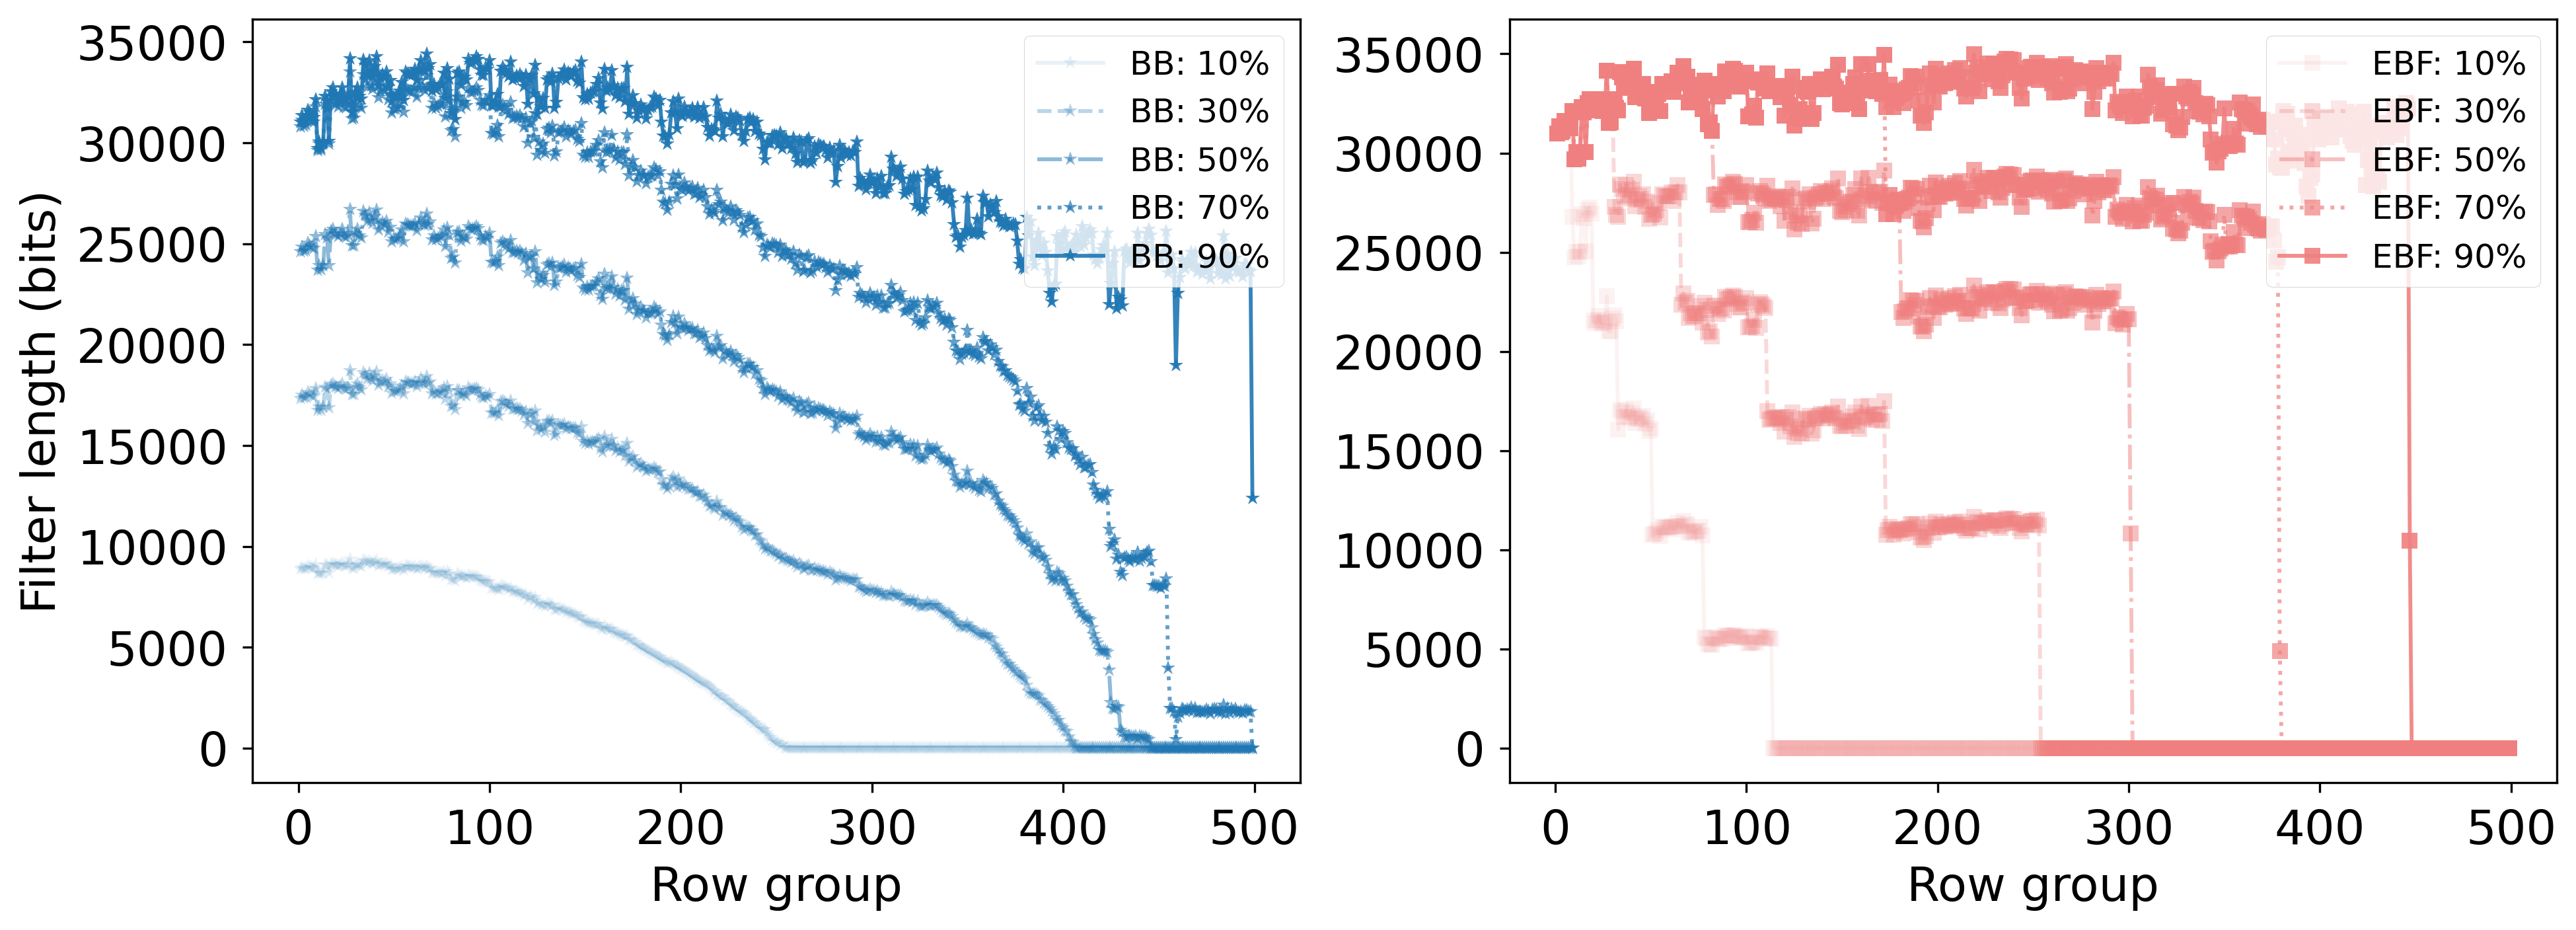 Filter length (bits)
35000
30000
25000
20000
15000
10000
5000
0
0 100 200 300 400 500
Row group
BB: 10%
BB: 30%
BB: 50%
BB: 70%
BB: 90%
35000
30000
25000
20000
15000
10000
5000
0
0 100 200 300 400 500
Row group
EBF: 10%
EBF: 30%
EBF: 50%
EBF: 70%
EBF: 90%